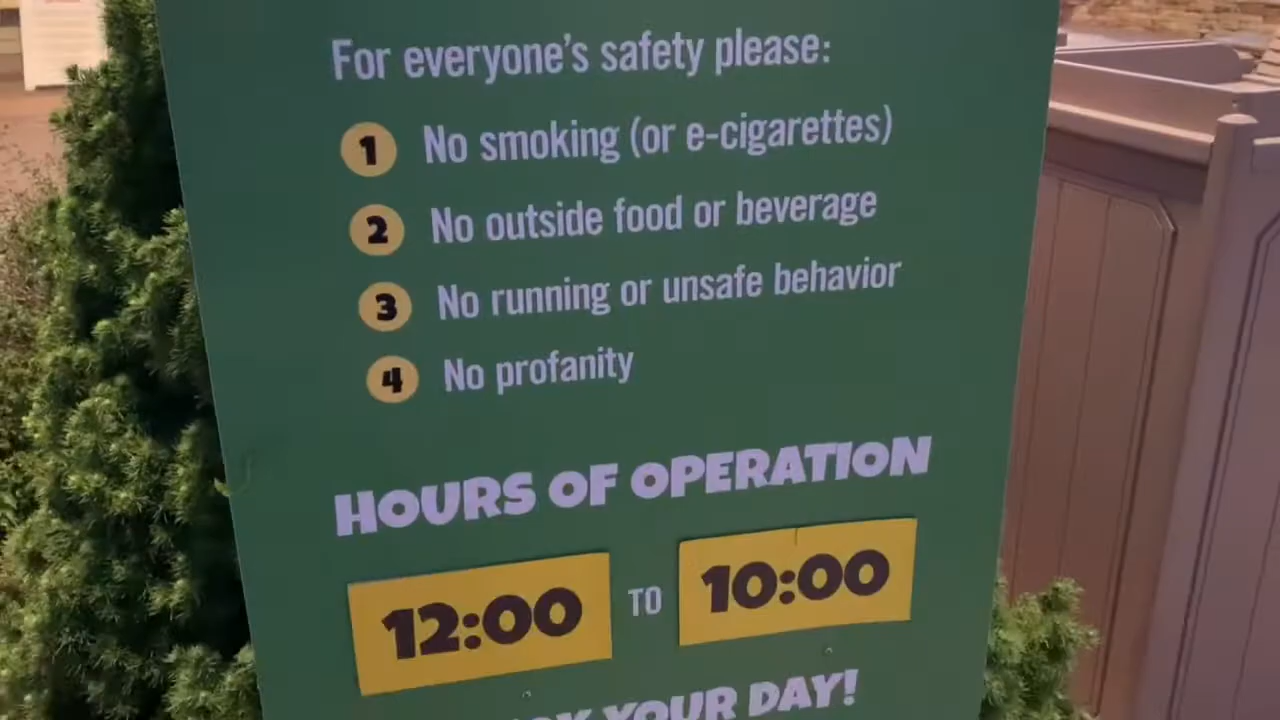 For everyone's safety please:
1 No smoking (or e-cigarettes)
2 No outside food or beverage
3 No running or unsafe behavior
4 No profanity
HOURS OF OPERATION
12:00 TO 10:00
YOUR DAY!